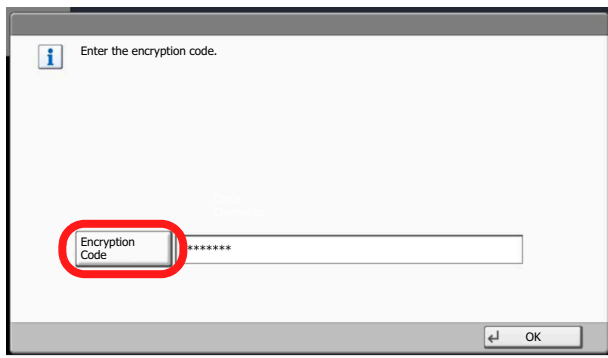 Enter the encryption code.
Encryption
Code
*******
OK